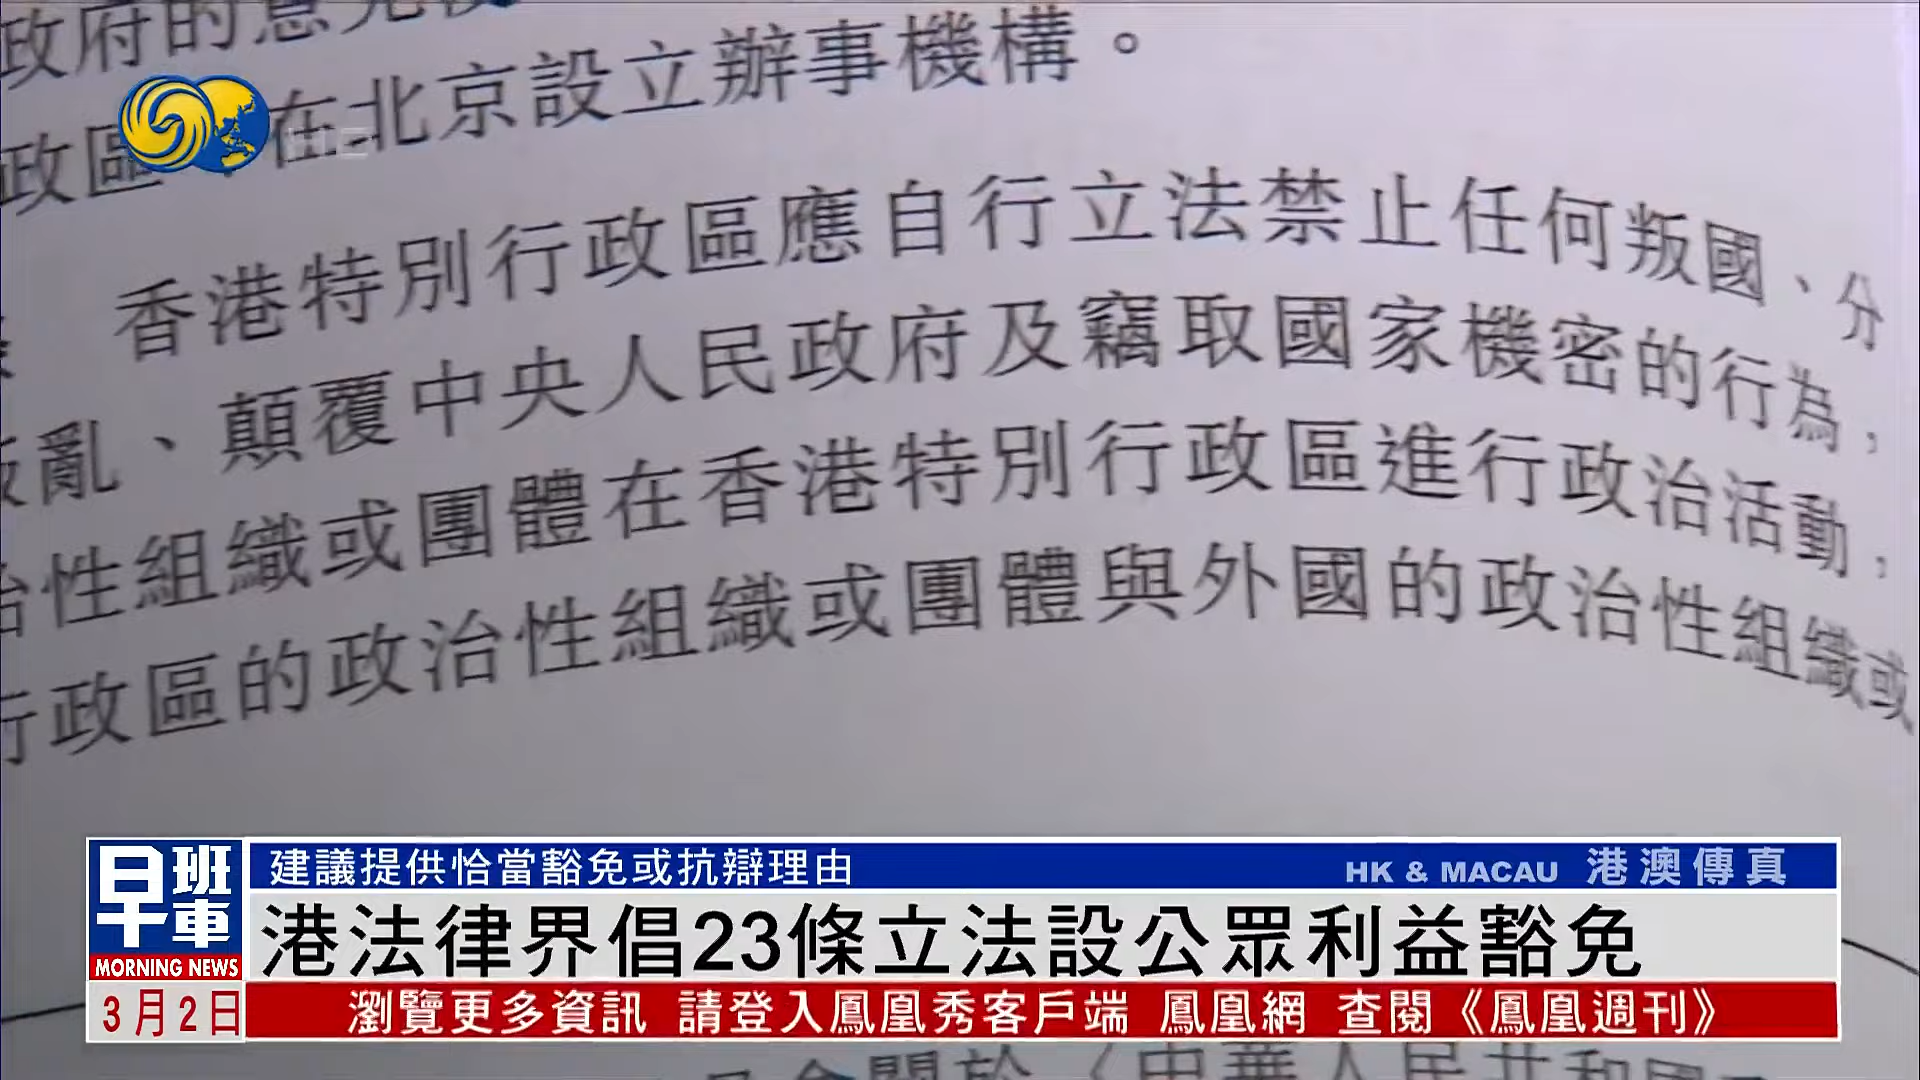 政府的意見後
政區 在北京設立辦事機構。
香港特別行政區應自行立法禁止任何叛國、分
亂、顛覆中央人民政府及竊取國家機密的行為，
治性組織或團體在香港特別行政區進行政治活動，
行政區的政治性組織或團體與外國的政治性組織或
早班車
MORNING NEWS
3月2日
建議提供恰當豁免或抗辯理由
HK & MACAU 港澳傳真
港法律界倡23條立法設公眾利益豁免
瀏覽更多資訊 請登入鳳凰秀客戶端 鳳凰網 查閱《鳳凰週刊》